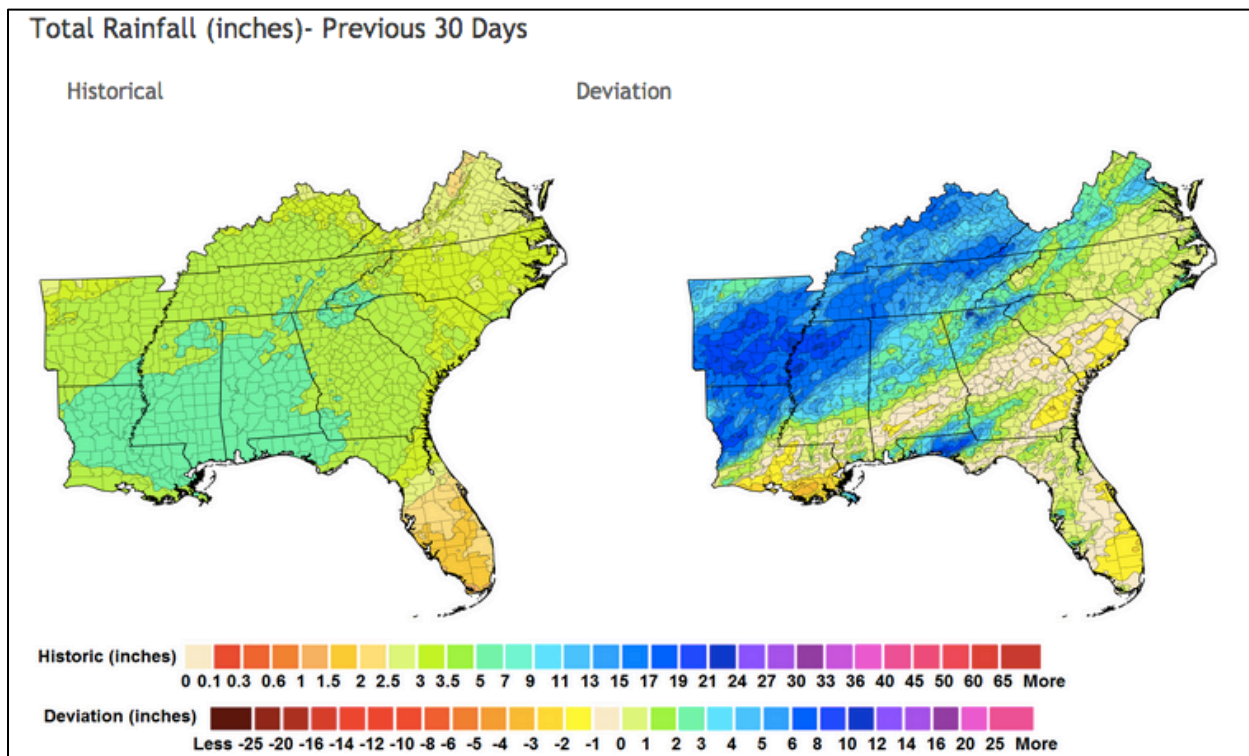 Total Rainfall (inches)- Previous 30 Days
Historical Deviation
Historic (inches)
0 0.1 0.3 0.6 1 1.5 2 2.5 3 3.5 5 7 9 11 13 15 17 19 21 24 27 30 33 36 40 45 50 60 65 More
Deviation (inches)
Less -25 -20 -16 -14 -12 -10 -8 -6 -5 -4 -3 -2 -1 0 1 2 3 4 5 6 8 10 12 14 16 20 25 More